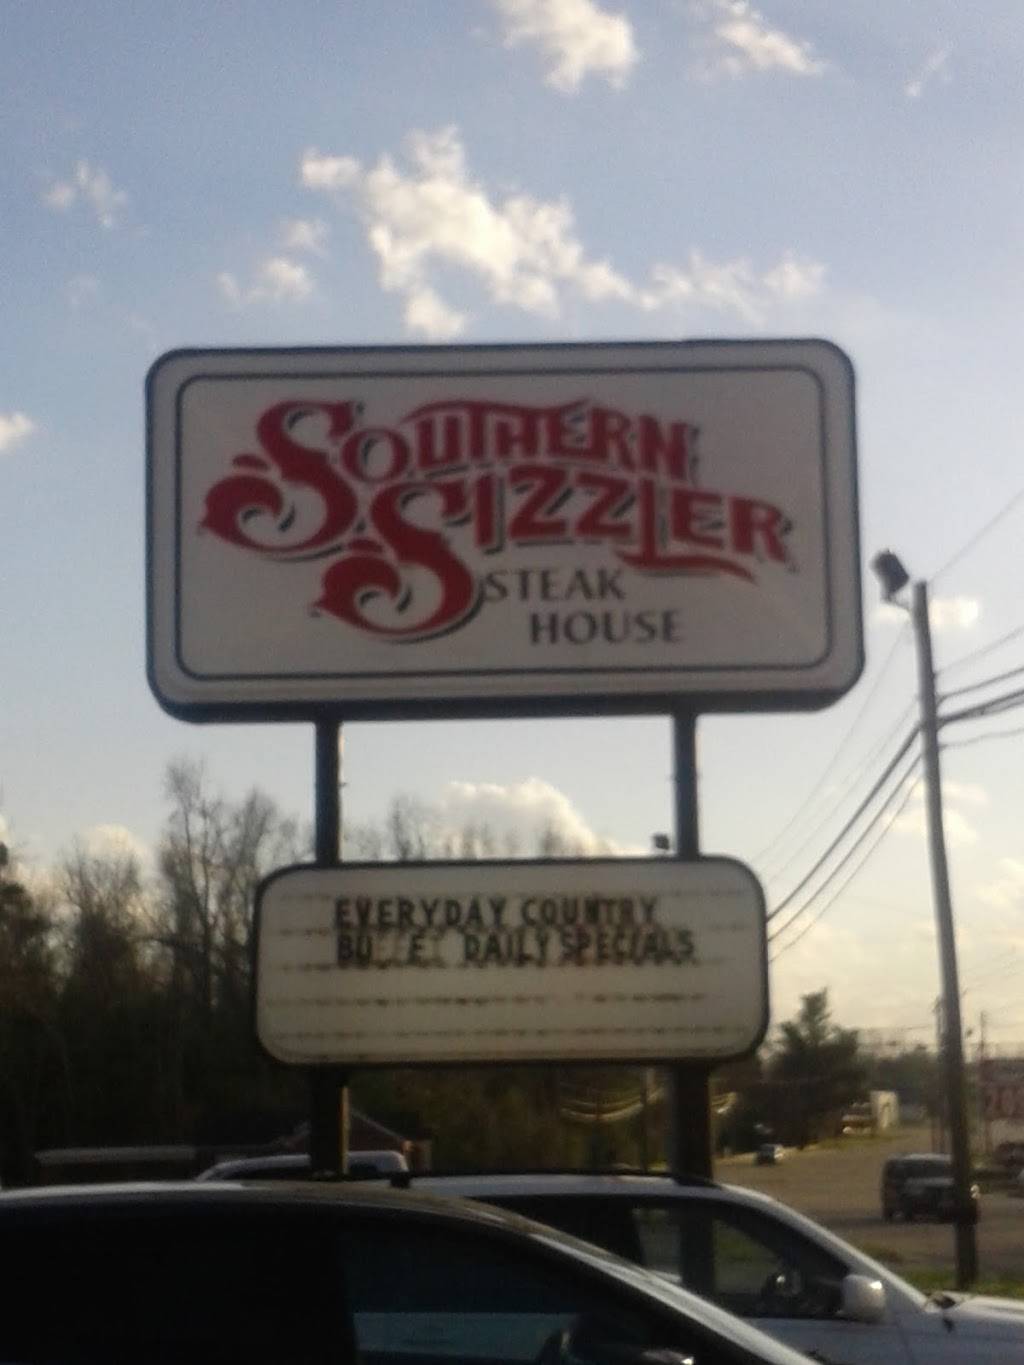 SOUTHERN
SIZZLER
STEAK
HOUSE
EVERYDAY COUNTRY
DAILY SPECIALS